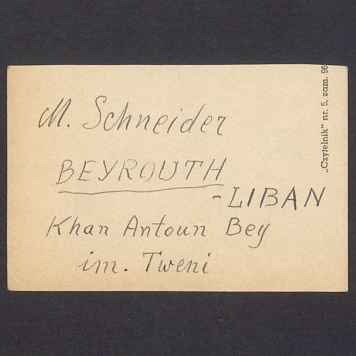 M. Schneider
BEYROUTH
-LIBAN
Khan Antoun Bey
im. Tweni
„Czytelnik" nr. 5, zam. 96